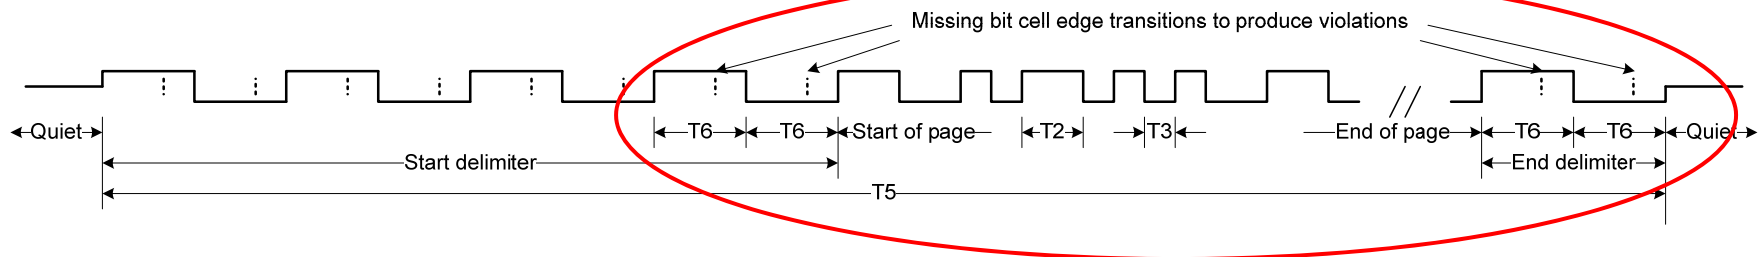 Missing bit cell edge transitions to produce violations
Quiet T6 T6 Start of page T2 T3 End of page T6 T6 Quiet
Start delimiter End delimiter
T5